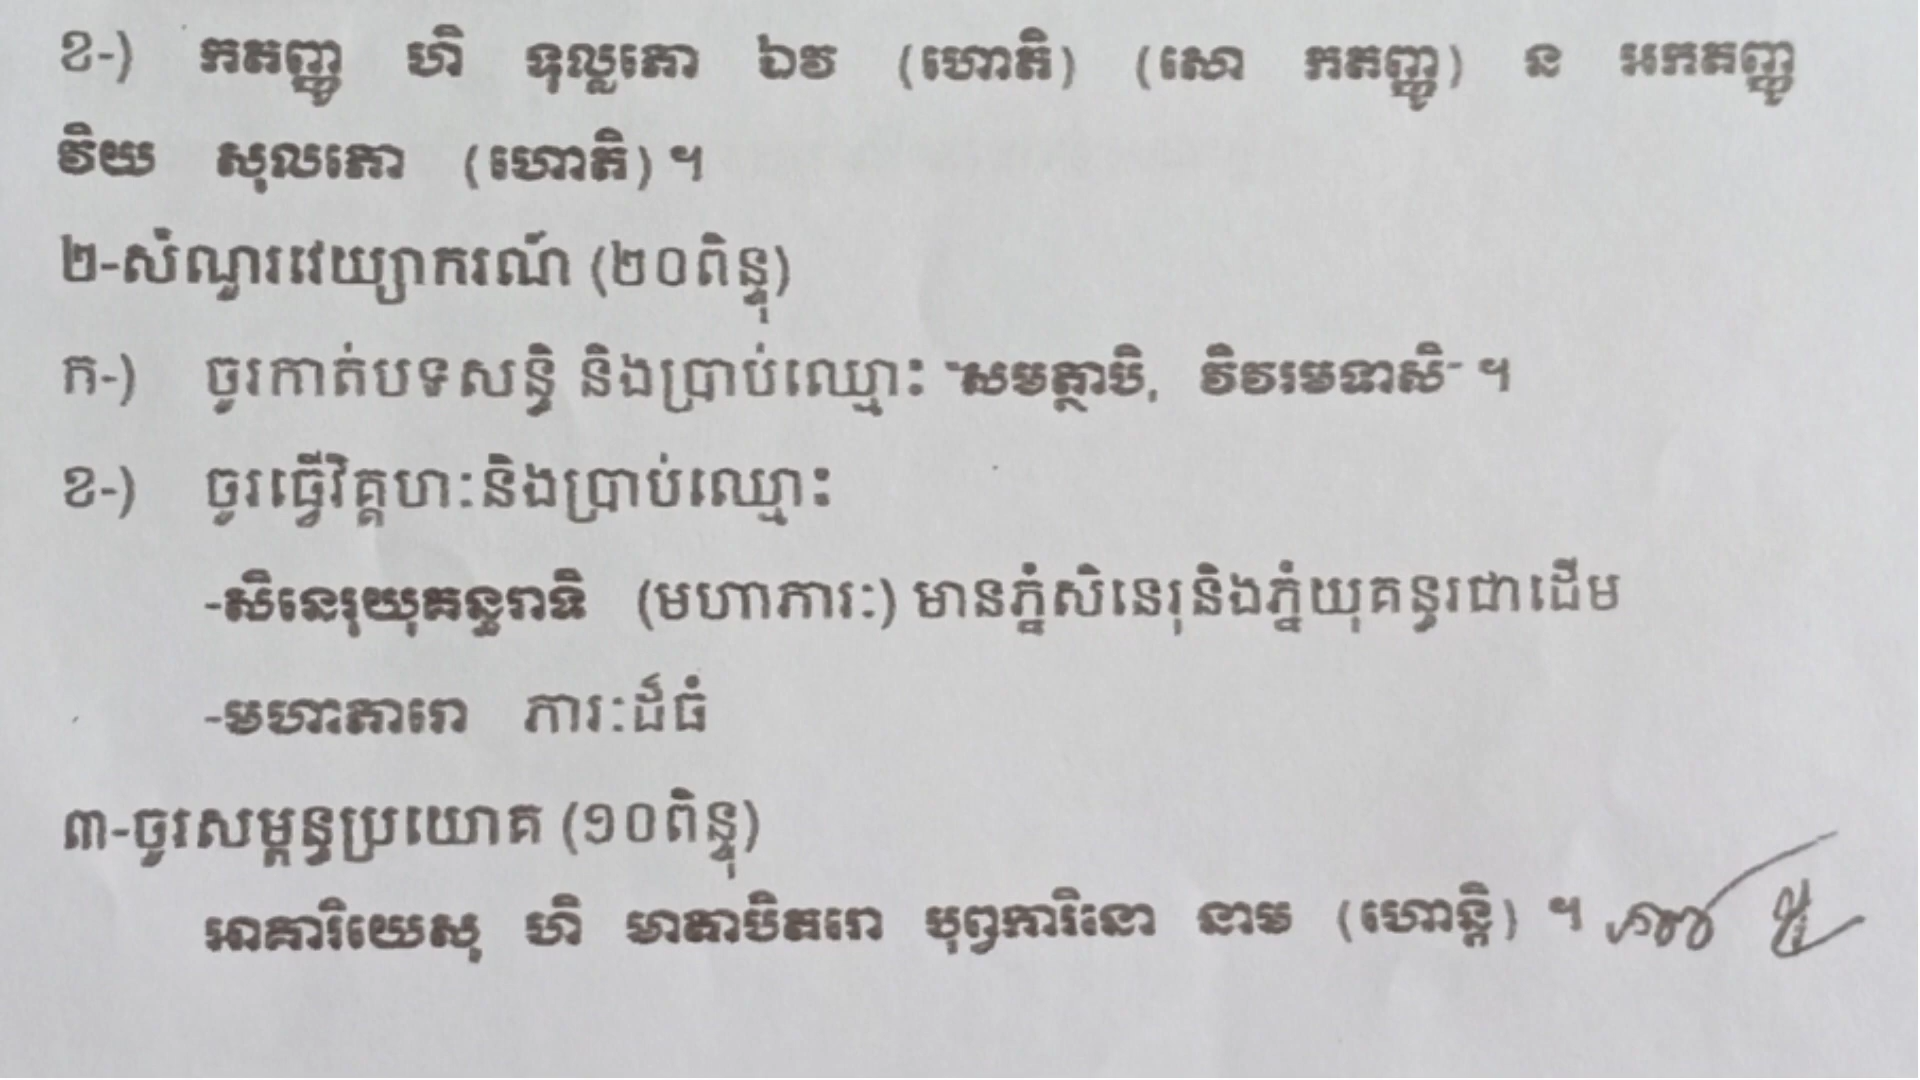 ខ-) កតញ្ញូ ហិ ទុល្លភោ ឯវ (ហោតិ) (សោ កតញ្ញូ) ន អកតញ្ញូ
វិយ សុលភោ (ហោតិ) ។
២-សំណួរវេយ្យាករណ៍ (២០ពិន្ទុ)
ក-) ចូរកាត់បទសន្ធិ និងប្រាប់ឈ្មោះ "សមត្ថាបិ, វិវរមទាសិ" ។
ខ-) ចូរធ្វើវិគ្គហៈនិងប្រាប់ឈ្មោះ
-សិនេរុយុគន្ធរាទិ (មហាភារៈ) មានភ្នំសិនេរុនិងភ្នំយុគន្ធរជាដើម
-មហាភារោ ភារៈដ៏ធំ
៣-ចូរសម្ពន្ធប្រយោគ (១០ពិន្ទុ)
អាគារិយេសុ ហិ មាតាបិតរោ បុព្វការិនោ នាម (ហោន្តិ) ។